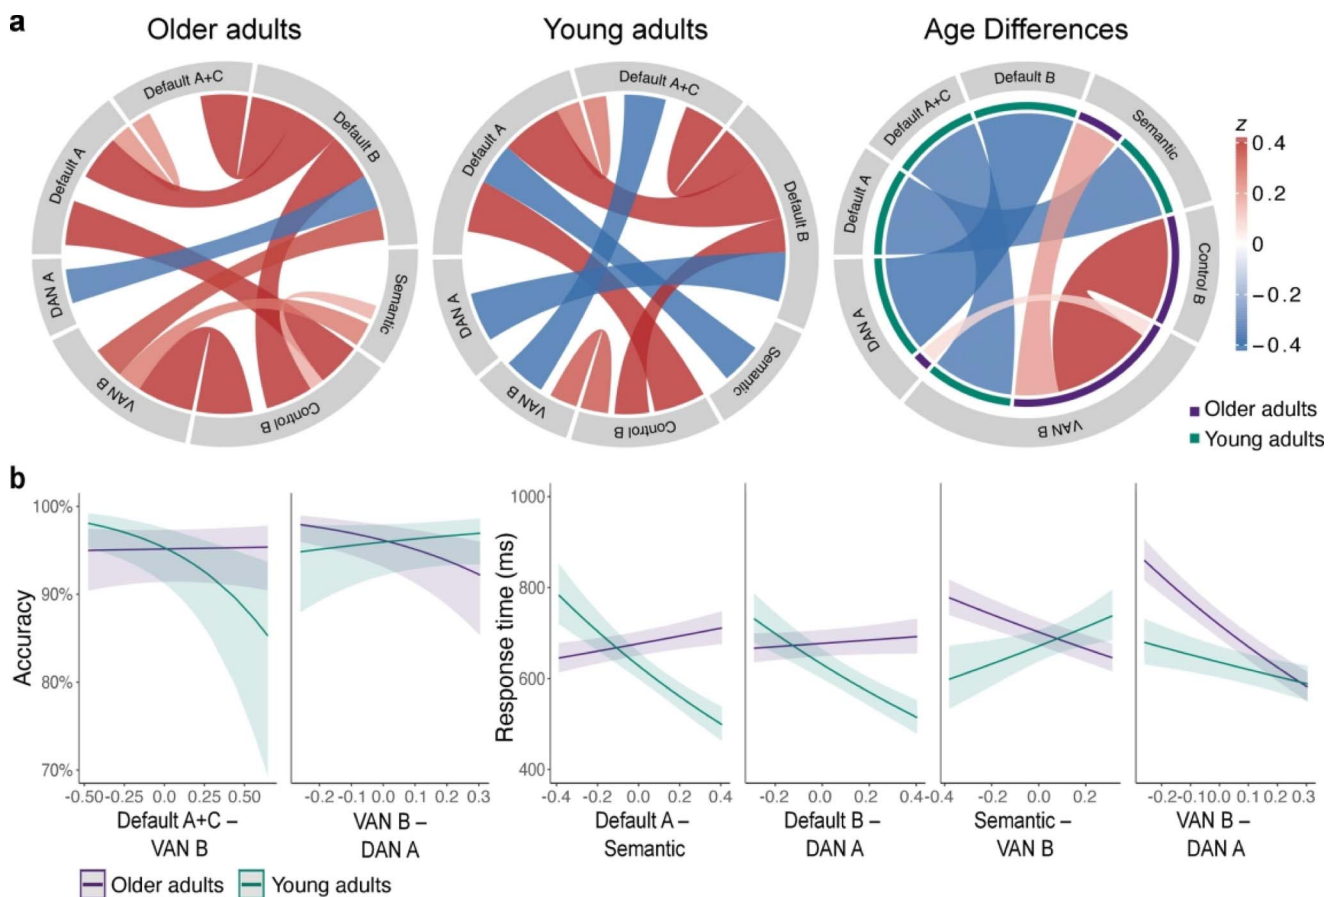 a
Older adults
Young adults
Age Differences
Default A+C
Default B
Semantic
Control B
VAN B
DAN A
Default A
Default A+C
Default B
Semantic
Control B
VAN B
DAN A
Default A
Default B
Semantic
Control B
VAN B
DAN A
Default A
Default A+C
z
0.4
0.2
0
−0.2
−0.4
Older adults
Young adults
b
Accuracy
100%
90%
80%
70%
-0.50 -0.25 0.00 0.25 0.50
Default A+C –
VAN B
-0.2 -0.1 0.0 0.1 0.2 0.3
VAN B –
DAN A
Response time (ms)
1000
800
600
400
-0.4 -0.2 0.0 0.2 0.4
Default A –
Semantic
-0.2 0.0 0.2 0.4
Default B –
DAN A
-0.4 -0.2 0.0 0.2
Semantic –
VAN B
-0.2 -0.1 0.0 0.1 0.2 0.3
VAN B –
DAN A
Older adults
Young adults